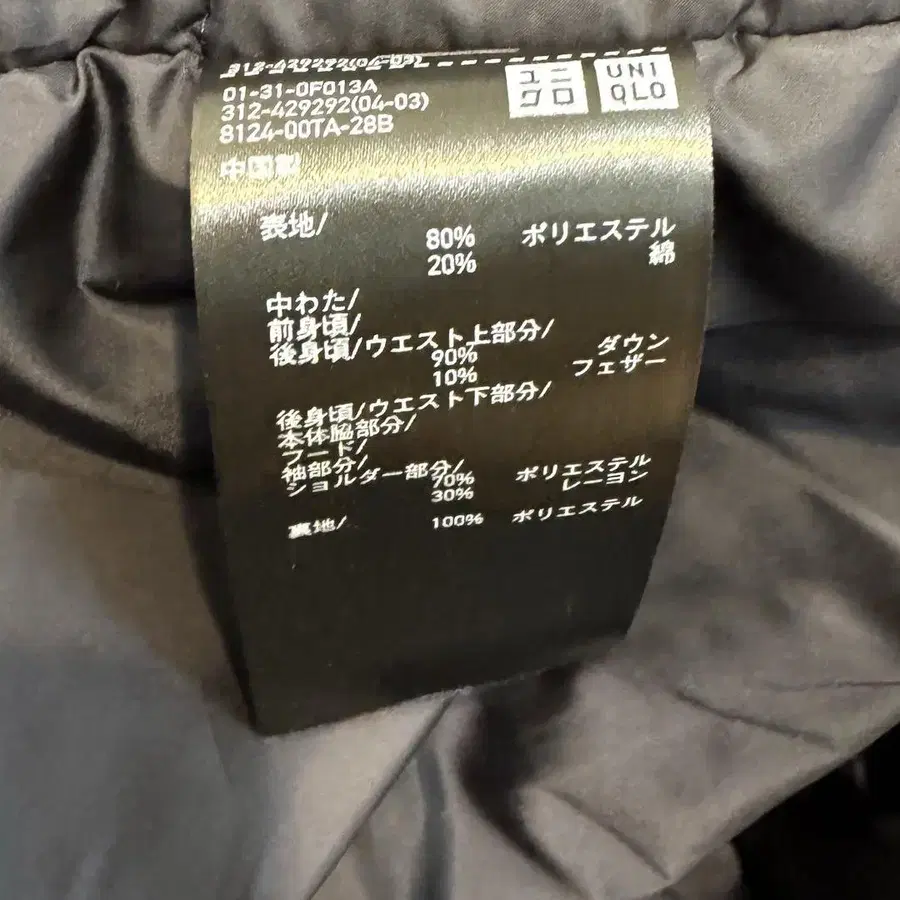 312-429292(04-03)
ユニ
クロ
UNI
QLO
01-31-0F013A
312-429292(04-03)
8124-00TA-28B
中国製
表地/
80% ポリエステル
20% 綿
中わた/
前身頃/
後身頃/ウエスト上部分/
90% ダウン
10% フェザー
後身頃/ウエスト下部分/
本体脇部分/
フード/
袖部分/
ショルダー部分/
70% ポリエステル
30% レーヨン
裏地/ 100% ポリエステル